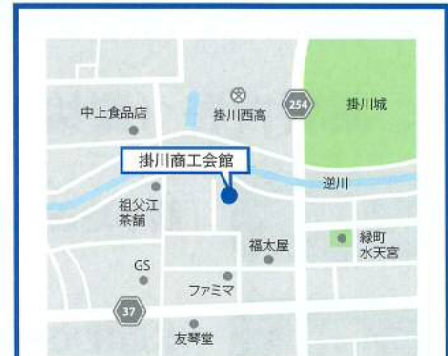 中上食品店
掛川西高
254
掛川城
掛川商工会館
逆川
祖父江
茶舗
福太屋
緑町
水天宮
GS
ファミマ
37
友琴堂